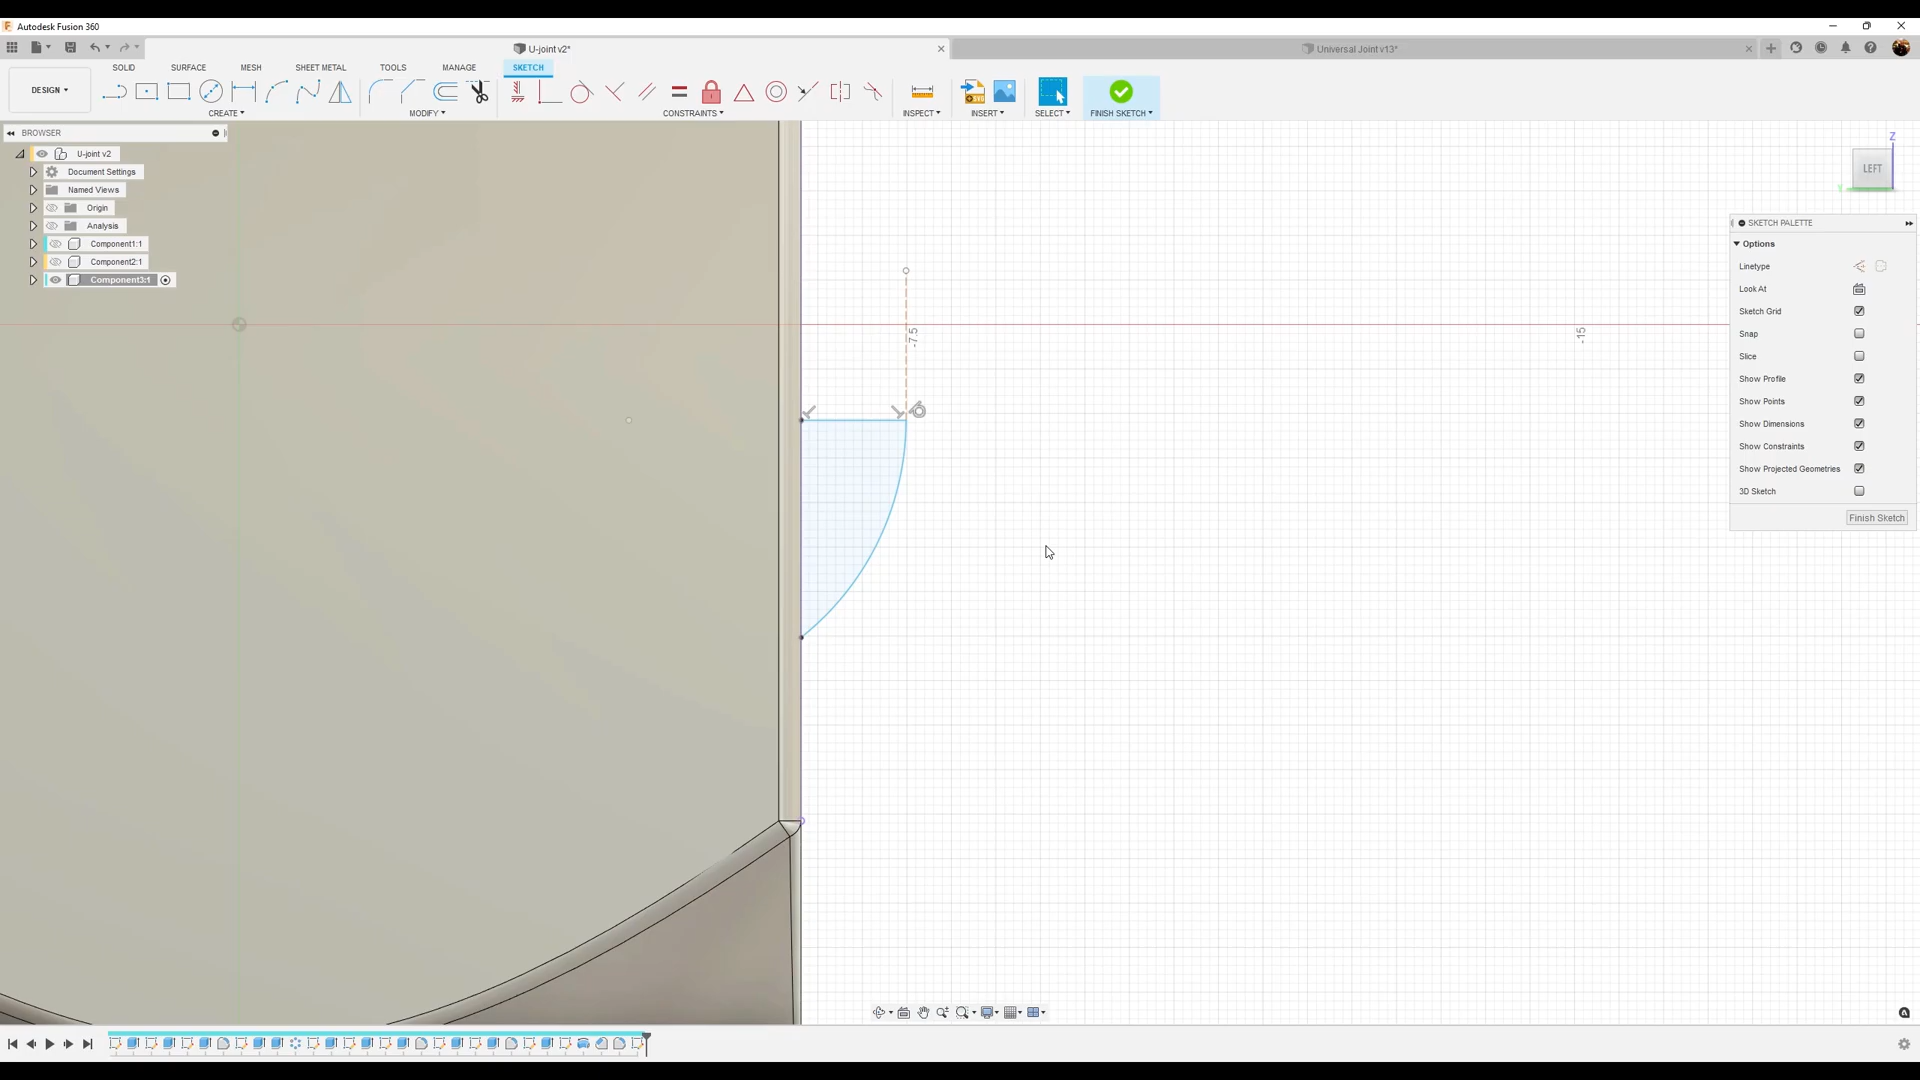 Autodesk Fusion 360
U-joint v2*
Universal Joint v13*
DESIGN
SOLID SURFACE MESH SHEET METAL TOOLS MANAGE SKETCH
CREATE MODIFY CONSTRAINTS INSPECT INSERT SELECT FINISH SKETCH
BROWSER
U-joint v2
Document Settings
Named Views
Origin
Analysis
Component1:1
Component2:1
Component3:1
Z
LEFT
Y
-7.5
-15
SKETCH PALETTE
Options
Linetype
Look At
Sketch Grid
Snap
Slice
Show Profile
Show Points
Show Dimensions
Show Constraints
Show Projected Geometries
3D Sketch
Finish Sketch